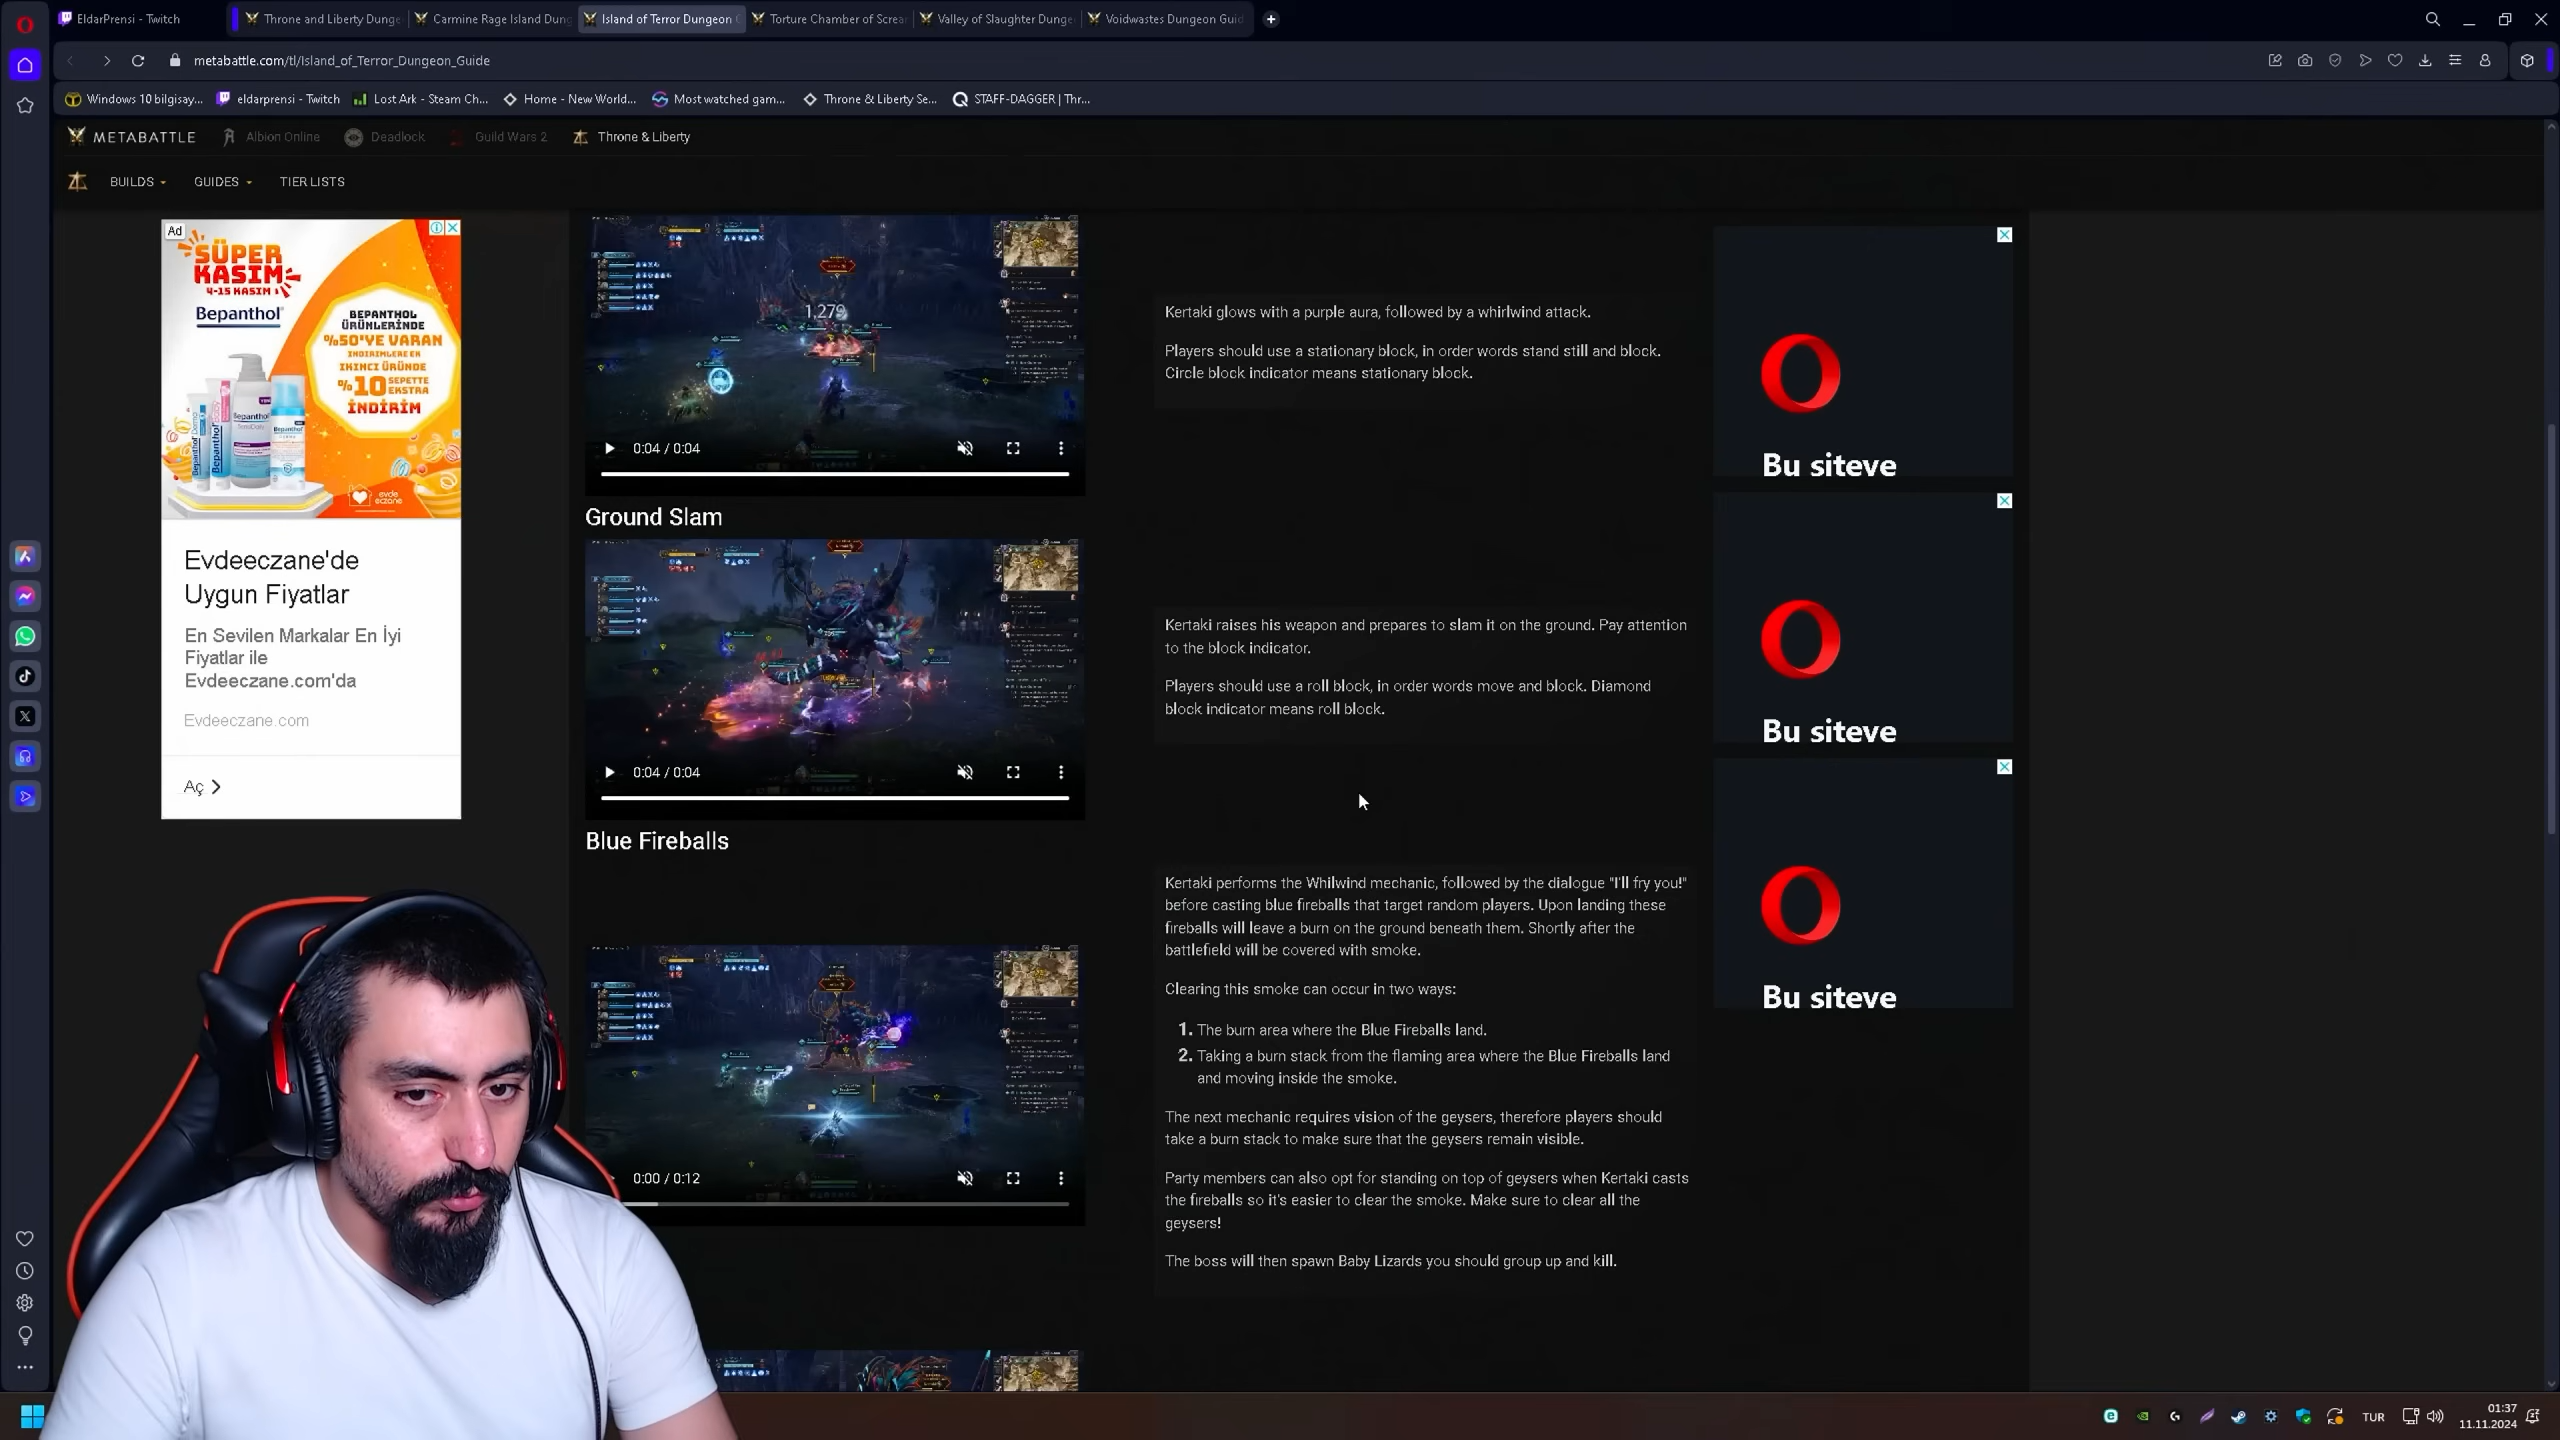 EldarPrensi - Twitch
Throne and Liberty Dunge
Carmine Rage Island Dung
Island of Terror Dungeon G
Torture Chamber of Screar
Valley of Slaughter Dunge
Voidwastes Dungeon Guid
metabattle.com/tl/Island_of_Terror_Dungeon_Guide
Windows 10 bilgisay...
eldarprensi - Twitch
Lost Ark - Steam Ch...
Home - New World...
Most watched gam...
Throne & Liberty Se...
STAFF-DAGGER | Thr...
METABATTLE
Albion Online
Deadlock
Guild Wars 2
Throne & Liberty
BUILDS
GUIDES
TIER LISTS
Ad
SÜPER
KASIM
4-15 KASIM
Bepanthol
BEPANTHOL
ÜRÜNLERİNDE
%50'YE VARAN
İNDİRİMLERE EK
İKİNCİ ÜRÜNDE
%10 SEPETTE
EKSTRA
İNDİRİM
Evdeeczane'de
Uygun Fiyatlar
En Sevilen Markalar En İyi
Fiyatlar ile
Evdeeczane.com'da
Evdeeczane.com
Aç
1,279
0:04 / 0:04
Kertaki glows with a purple aura, followed by a whirlwind attack.
Players should use a stationary block, in order words stand still and block.
Circle block indicator means stationary block.
Ground Slam
0:04 / 0:04
Kertaki raises his weapon and prepares to slam it on the ground. Pay attention
to the block indicator.
Players should use a roll block, in order words move and block. Diamond
block indicator means roll block.
Blue Fireballs
0:00 / 0:12
Kertaki performs the Whilwind mechanic, followed by the dialogue "I'll fry you!"
before casting blue fireballs that target random players. Upon landing these
fireballs will leave a burn on the ground beneath them. Shortly after the
battlefield will be covered with smoke.
Clearing this smoke can occur in two ways:
1. The burn area where the Blue Fireballs land.
2. Taking a burn stack from the flaming area where the Blue Fireballs land
and moving inside the smoke.
The next mechanic requires vision of the geysers, therefore players should
take a burn stack to make sure that the geysers remain visible.
Party members can also opt for standing on top of geysers when Kertaki casts
the fireballs so it's easier to clear the smoke. Make sure to clear all the
geysers!
The boss will then spawn Baby Lizards you should group up and kill.
Bu siteye
Bu siteye
Bu siteye
TUR
01:37
11.11.2024